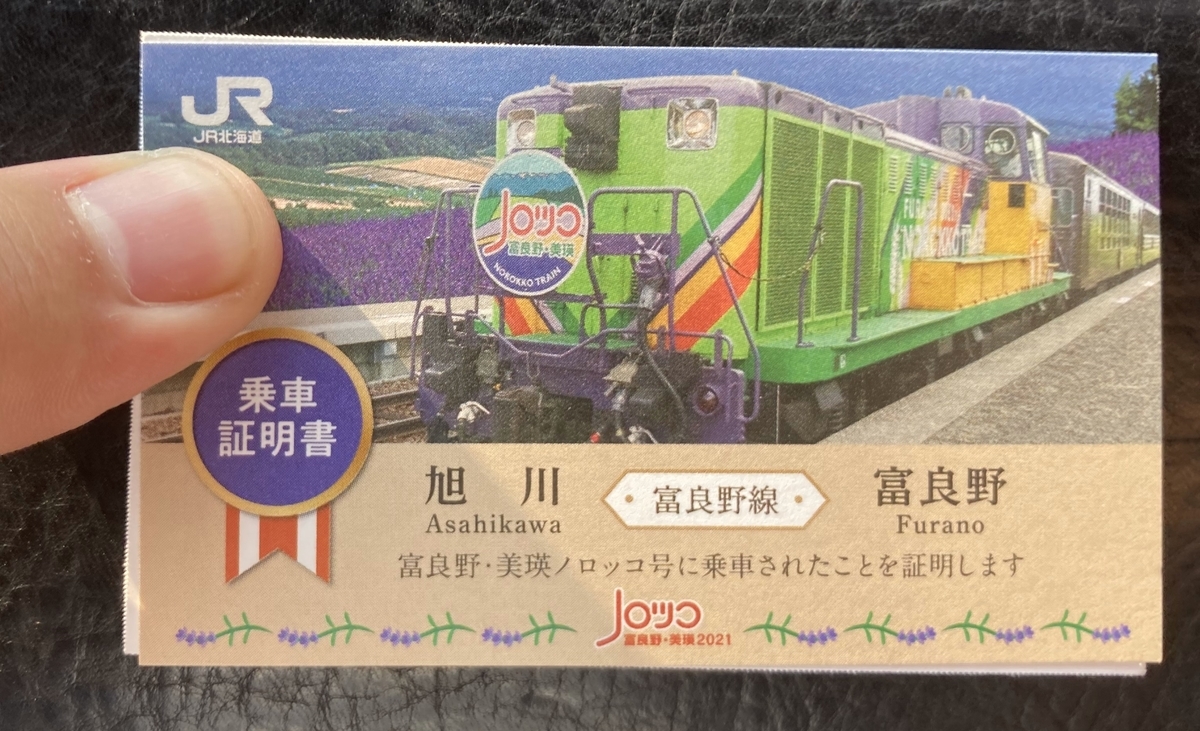 JR
JR北海道
ノロッコ
富良野・美瑛
NOROKKO TRAIN
乗車
証明書
旭川
Asahikawa
富良野線
富良野
Furano
富良野・美瑛ノロッコ号に乗車されたことを証明します
ノロッコ
富良野・美瑛2021